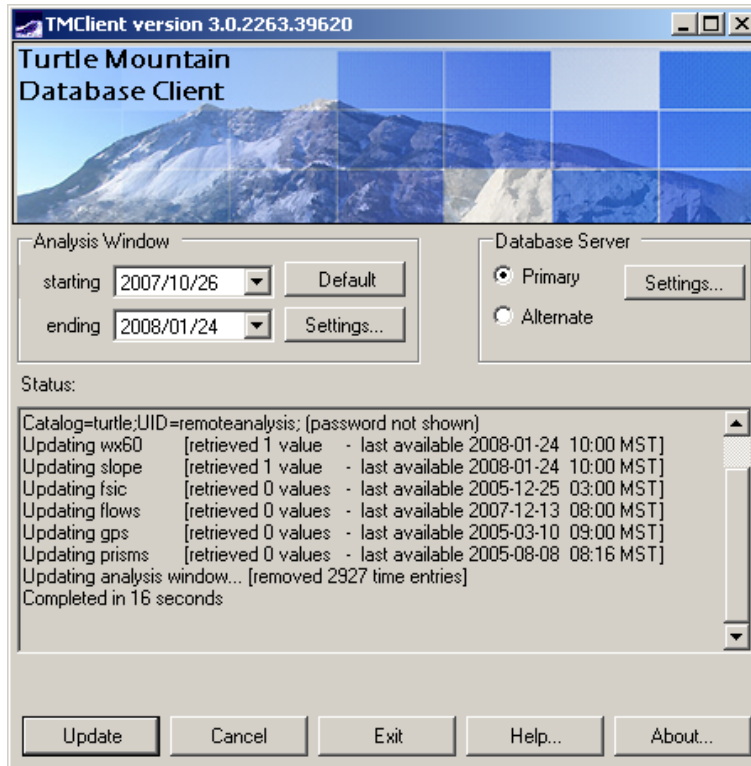 TMClient version 3.0.2263.39620
Turtle Mountain
Database Client
Analysis Window
starting 2007/10/26 Default
ending 2008/01/24 Settings...
Database Server
Primary Settings...
Alternate
Status:
Catalog=turtle;UID=remoteanalysis; (password not shown)
Updating wx60 [retrieved 1 value - last available 2008-01-24 10:00 MST]
Updating slope [retrieved 1 value - last available 2008-01-24 10:00 MST]
Updating fsic [retrieved 0 values - last available 2005-12-25 03:00 MST]
Updating flows [retrieved 0 values - last available 2007-12-13 08:00 MST]
Updating gps [retrieved 0 values - last available 2005-03-10 09:00 MST]
Updating prisms [retrieved 0 values - last available 2005-08-08 08:16 MST]
Updating analysis window... [removed 2927 time entries]
Completed in 16 seconds
Update Cancel Exit Help... About...